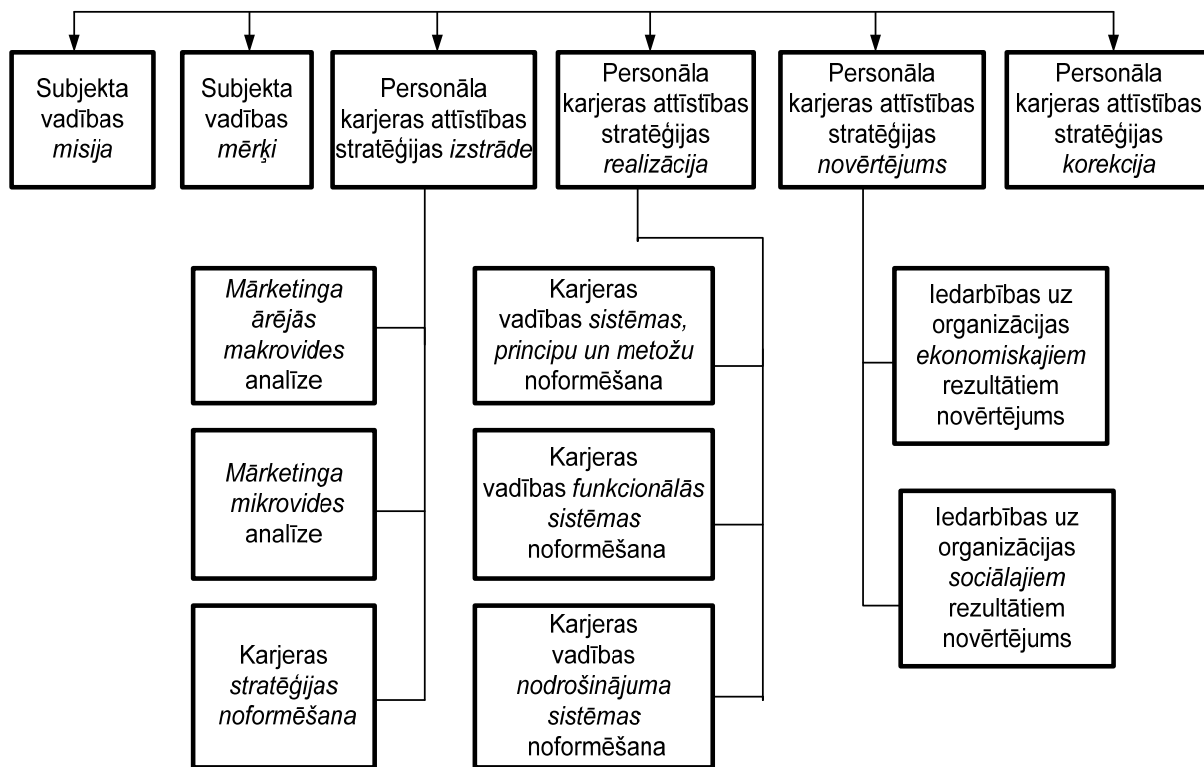 Subjekta
vadības
misija
Subjekta
vadības
mērķi
Personāla
karjeras attīstības
stratēģijas izstrāde
Personāla
karjeras attīstības
stratēģijas
realizācija
Personāla
karjeras attīstības
stratēģijas
novērtējums
Personāla
karjeras attīstības
stratēģijas
korekcija
Mārketinga
ārējās
makrovides
analīze
Mārketinga
mikrovides
analīze
Karjeras
stratēģijas
noformēšana
Karjeras
vadības sistēmas,
principu un metožu
noformēšana
Karjeras
vadības funkcionālās
sistēmas
noformēšana
Karjeras
vadības
nodrošinājuma
sistēmas
noformēšana
Iedarbības uz
organizācijas
ekonomiskajiem
rezultātiem
novērtējums
Iedarbības uz
organizācijas
sociālajiem
rezultātiem
novērtējums